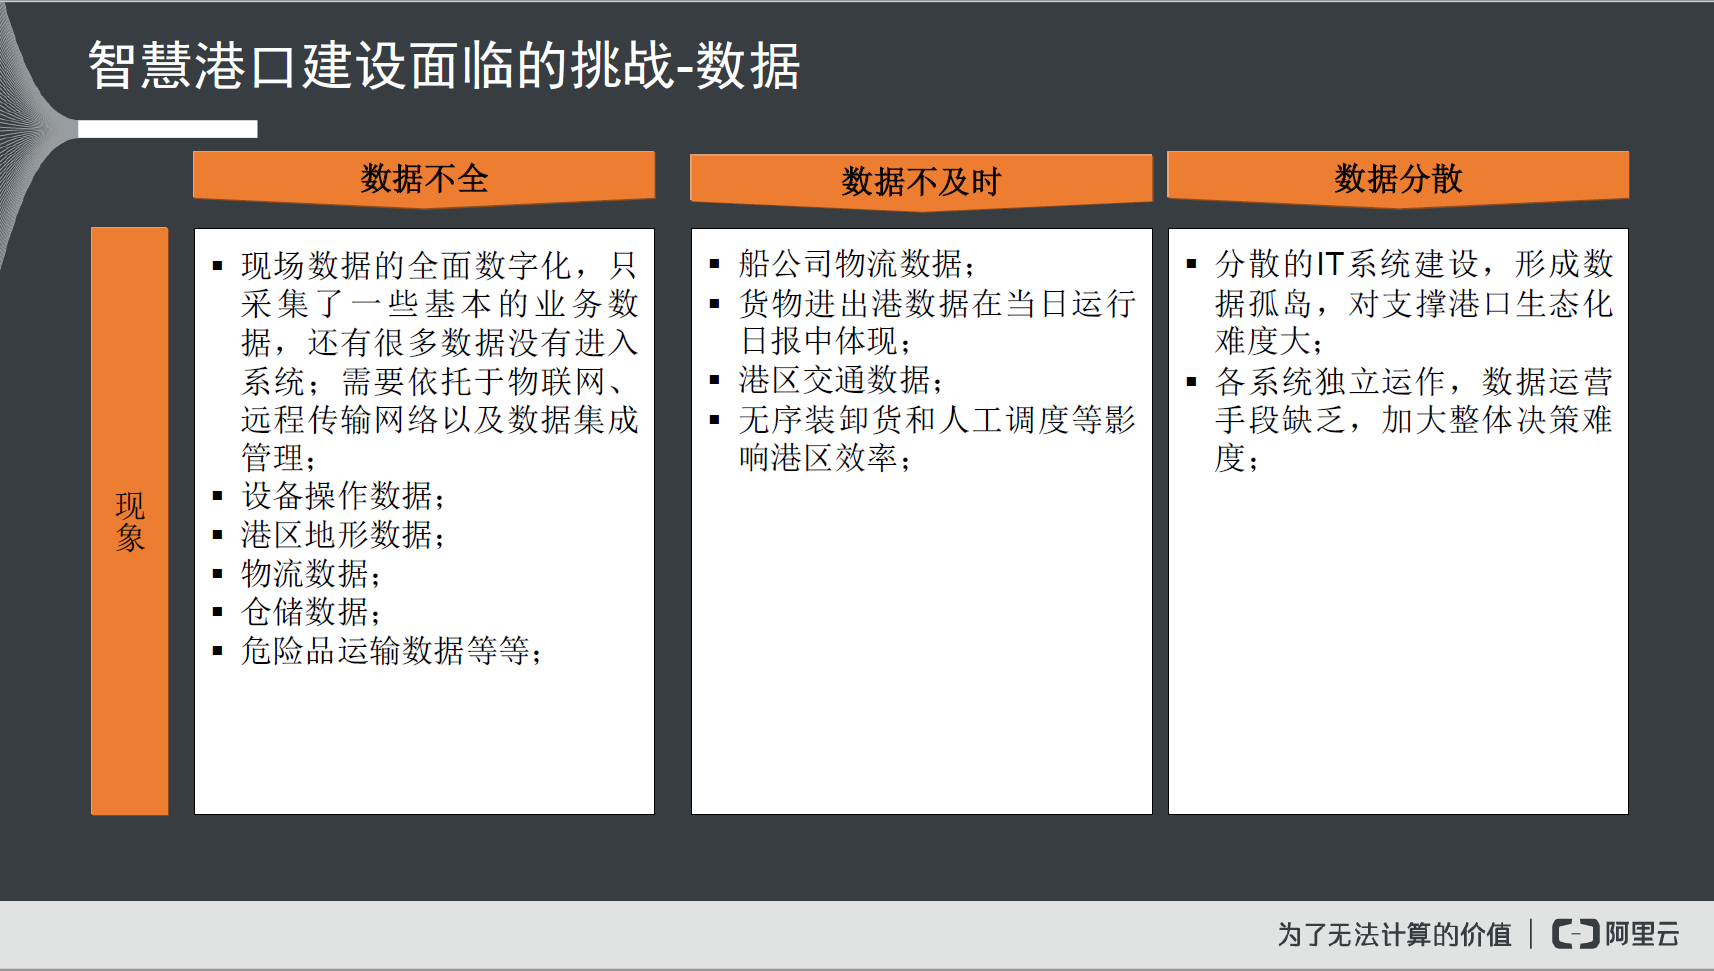 智慧港口建设面临的挑战-数据
数据不全
数据不及时
数据分散
现
象
▪ 现场数据的全面数字化，只
采集了一些基本的业务数
据，还有很多数据没有进入
系统；需要依托于物联网、
远程传输网络以及数据集成
管理；
▪ 设备操作数据；
▪ 港区地形数据；
▪ 物流数据；
▪ 仓储数据；
▪ 危险品运输数据等等；
▪ 船公司物流数据；
▪ 货物进出港数据在当日运行
日报中体现；
▪ 港区交通数据；
▪ 无序装卸货和人工调度等影
响港区效率；
▪ 分散的IT系统建设，形成数
据孤岛，对支撑港口生态化
难度大；
▪ 各系统独立运作，数据运营
手段缺乏，加大整体决策难
度；
为了无法计算的价值 | 阿里云